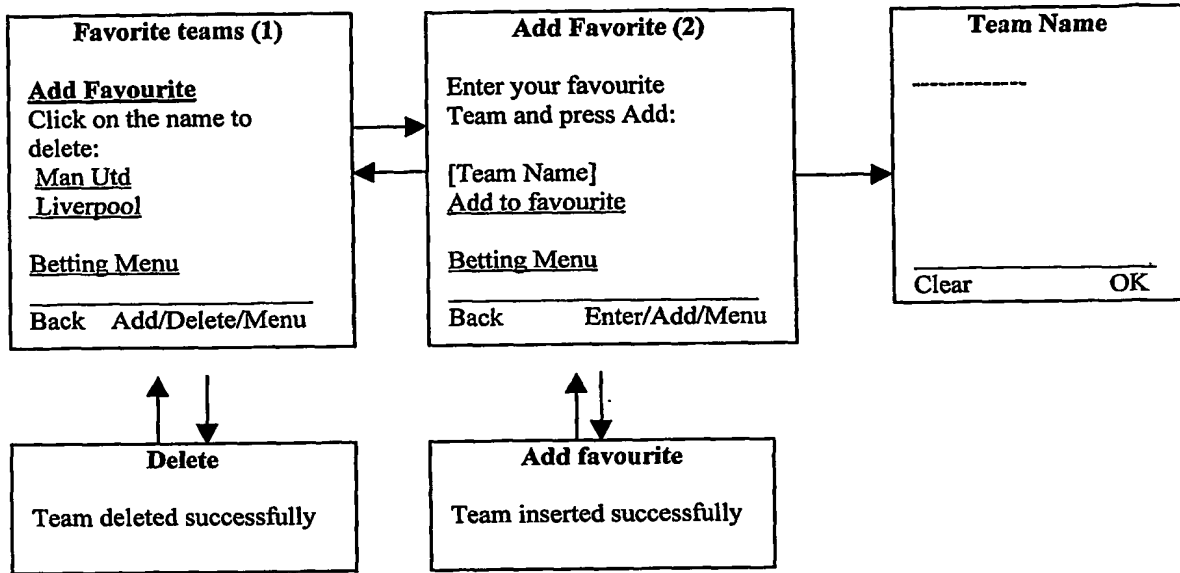 Favorite teams (1)
Add Favourite
Click on the name to
delete:
Man Utd
Liverpool
Betting Menu
Back Add/Delete/Menu
Add Favorite (2)
Enter your favourite
Team and press Add:
[Team Name]
Add to favourite
Betting Menu
Back Enter/Add/Menu
Team Name
------------
Clear OK
Delete
Team deleted successfully
Add favourite
Team inserted successfully